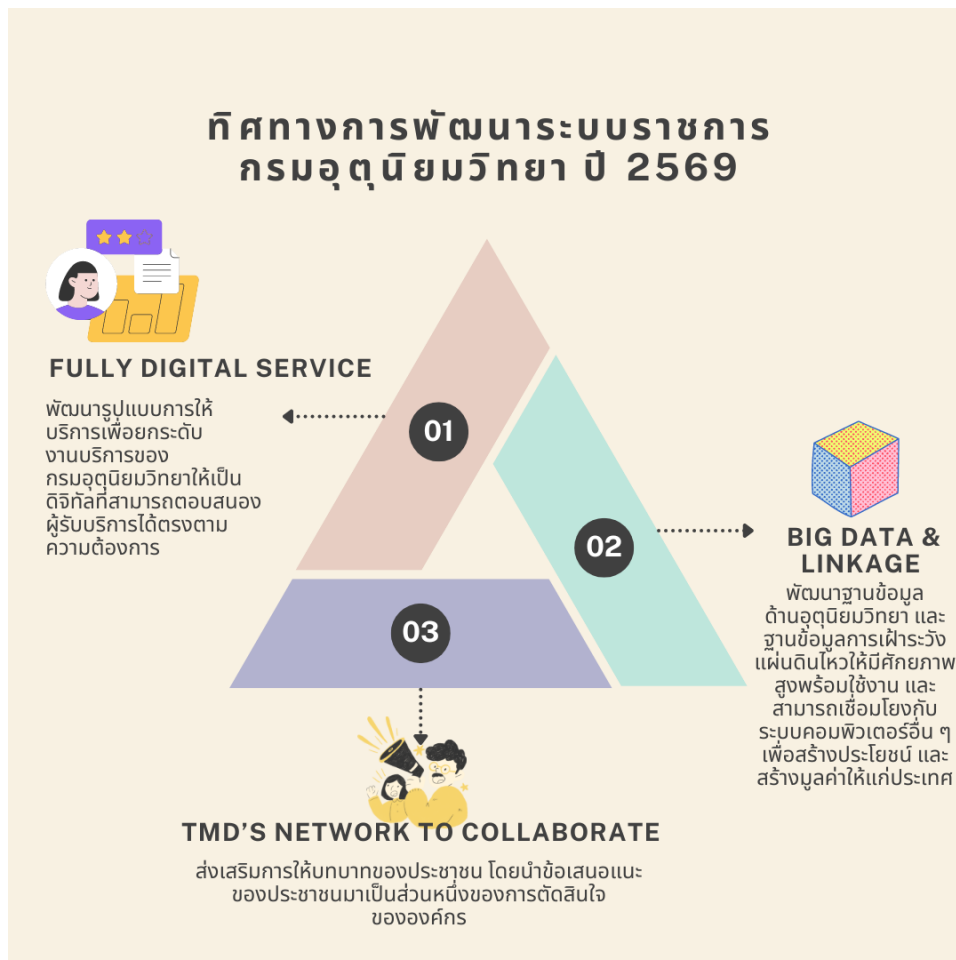 ทิศทางการพัฒนาระบบราชการ
กรมอุตุนิยมวิทยา ปี 2569
FULLY DIGITAL SERVICE
พัฒนารูปแบบการให้
บริการเพื่อยกระดับ
งานบริการของ
กรมอุตุนิยมวิทยาให้เป็น
ดิจิทัลที่สามารถตอบสนอง
ผู้รับบริการได้ตรงตาม
ความต้องการ
01
02
BIG DATA &
LINKAGE
พัฒนาฐานข้อมูล
ด้านอุตุนิยมวิทยา และ
ฐานข้อมูลการเฝ้าระวัง
แผ่นดินไหวให้มีศักยภาพ
สูงพร้อมใช้งาน และ
สามารถเชื่อมโยงกับ
ระบบคอมพิวเตอร์อื่น ๆ
เพื่อสร้างประโยชน์ และ
สร้างมูลค่าให้แก่ประเทศ
03
TMD'S NETWORK TO COLLABORATE
ส่งเสริมการให้บทบาทของประชาชน โดยนำข้อเสนอแนะ
ของประชาชนมาเป็นส่วนหนึ่งของการตัดสินใจ
ขององค์กร